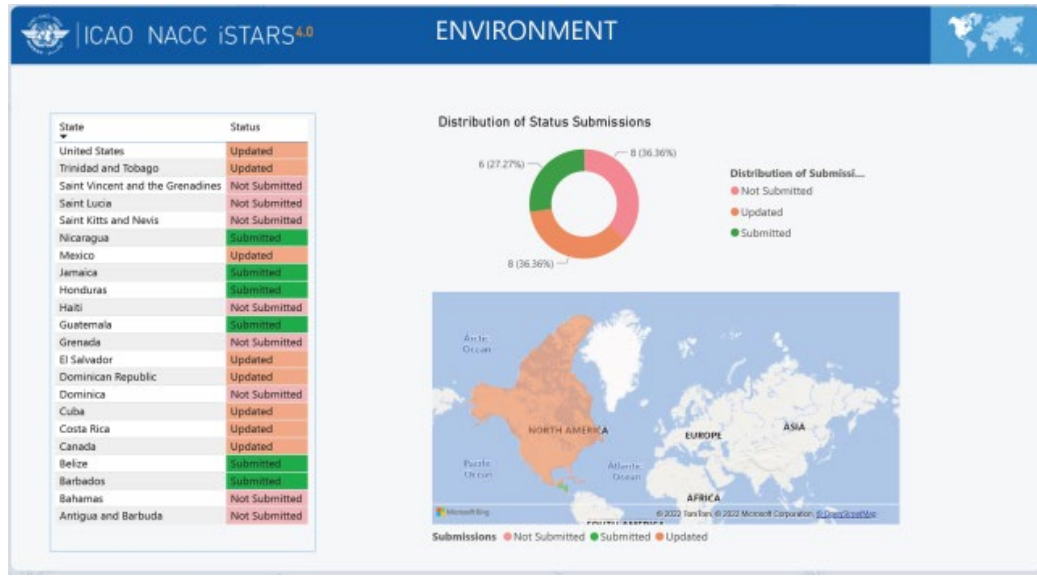 ICAO NACC iSTARS4.0
ENVIRONMENT
State Status
United States Updated
Trinidad and Tobago Updated
Saint Vincent and the Grenadines Not Submitted
Saint Lucia Not Submitted
Saint Kitts and Nevis Not Submitted
Nicaragua Submitted
Mexico Updated
Jamaica Submitted
Honduras Submitted
Haiti Not Submitted
Guatemala Submitted
Grenada Not Submitted
El Salvador Updated
Dominican Republic Updated
Dominica Not Submitted
Cuba Updated
Costa Rica Updated
Canada Updated
Belize Submitted
Barbados Submitted
Bahamas Not Submitted
Antigua and Barbuda Not Submitted
Distribution of Status Submissions
6 (27.27%)
8 (36.36%)
8 (36.36%)
Distribution of Submissi...
Not Submitted
Updated
Submitted
Arctic
Ocean
NORTH AMERICA
EUROPE
ASIA
Pacific
Ocean
Atlantic
Ocean
AFRICA
Microsoft Bing
© 2022 TomTom, © 2022 Microsoft Corporation, © OpenStreetMap
SOUTH AMERICA
Submissions Not Submitted Submitted Updated